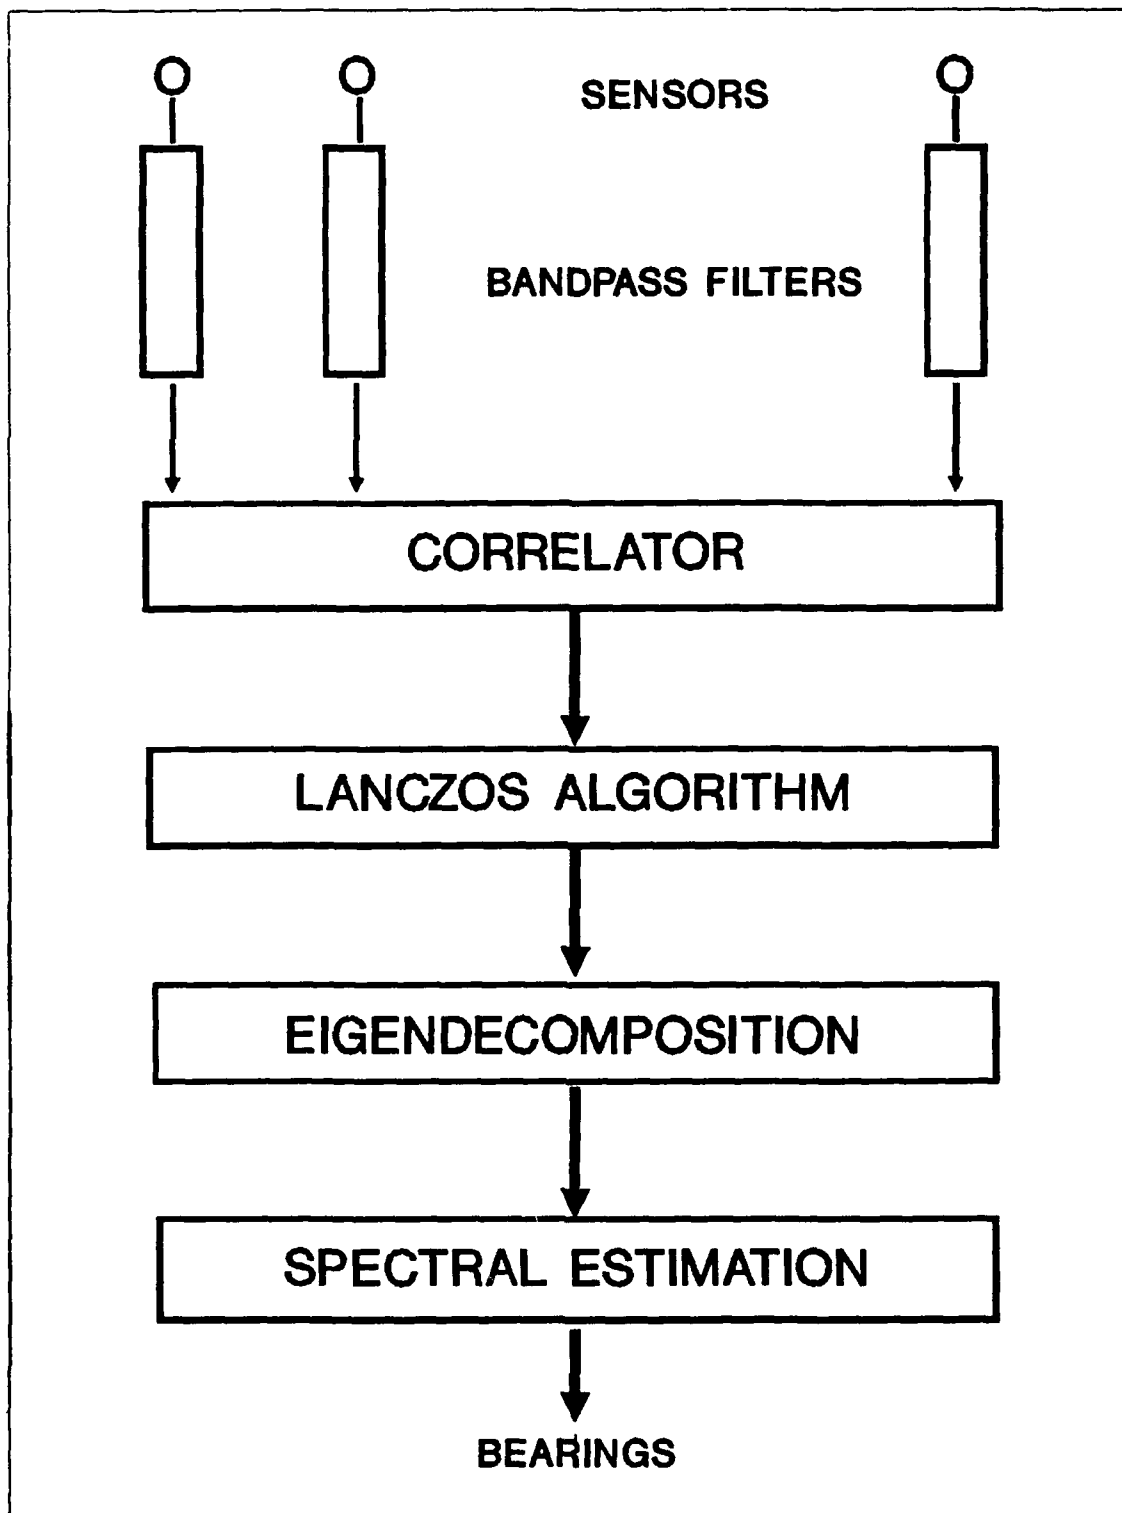 SENSORS
BANDPASS FILTERS
CORRELATOR
LANCZOS ALGORITHM
EIGENDECOMPOSITION
SPECTRAL ESTIMATION
BEARINGS